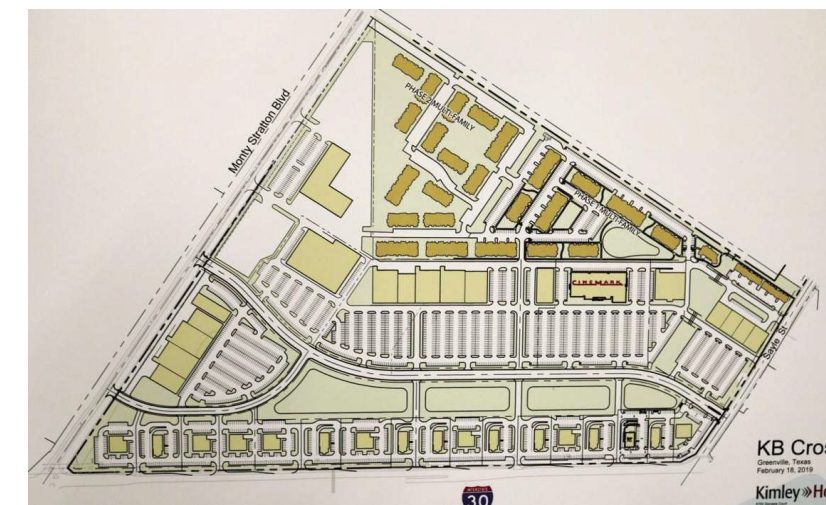 Monty Stratton Blvd
PHASE 2 MULTI-FAMILY
PHASE 1 MULTI-FAMILY
CINEMARK
Sayle St
KB Cros
Greenville, Texas
February 18, 2019
INTERSTATE
30
Kimley»Ho